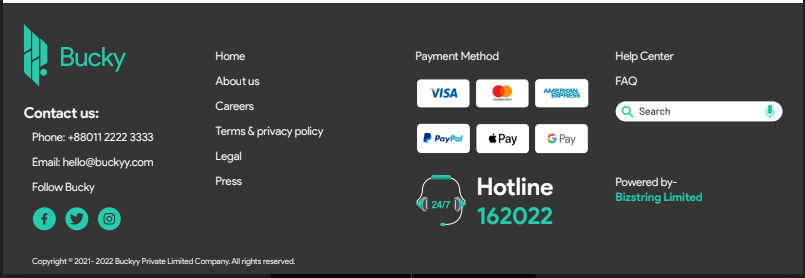 Bucky
Contact us:
Phone: +88011 2222 3333
Email: hello@buckyy.com
Follow Bucky
Home
About us
Careers
Terms & privacy policy
Legal
Press
Payment Method
VISA
mastercard
AMERICAN EXPRESS
PayPal
Pay
G Pay
24/7
Hotline
162022
Help Center
FAQ
Search
Powered by-
Bizstring Limited
Copyright © 2021- 2022 Buckyy Private Limited Company. All rights reserved.